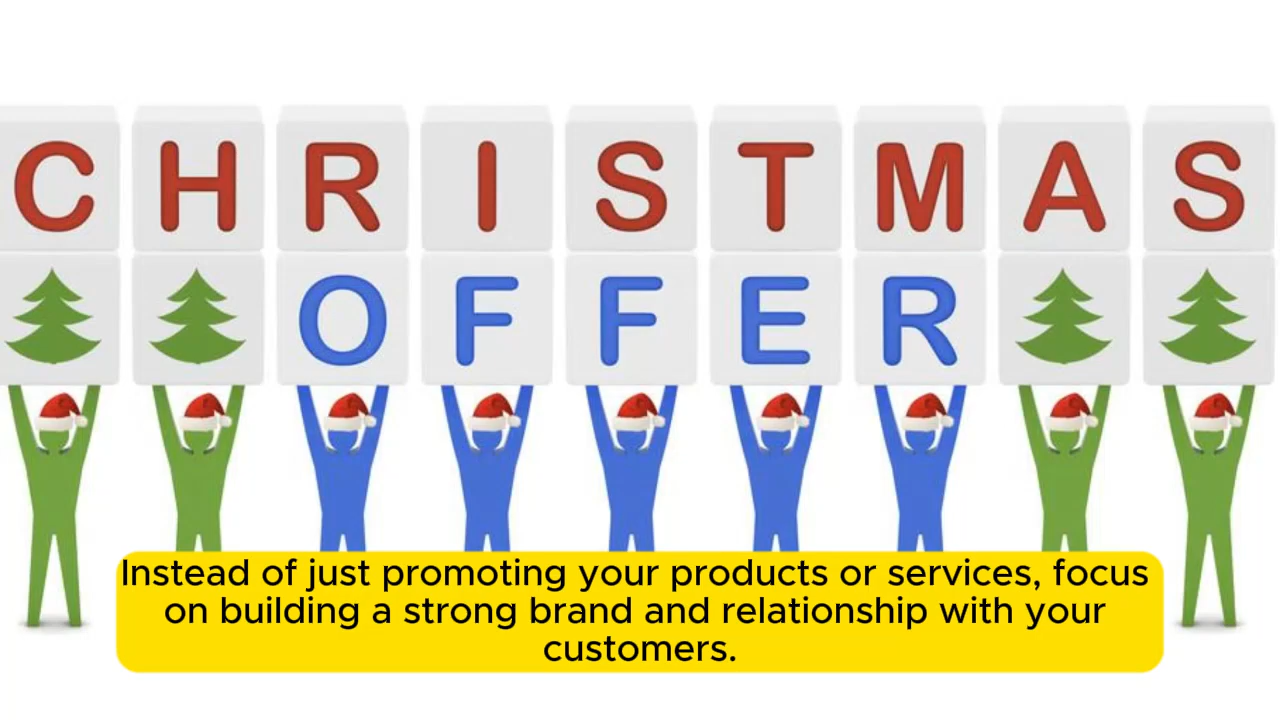 CHRISTMAS
OFFER
Instead of just promoting your products or services, focus
on building a strong brand and relationship with your
customers.